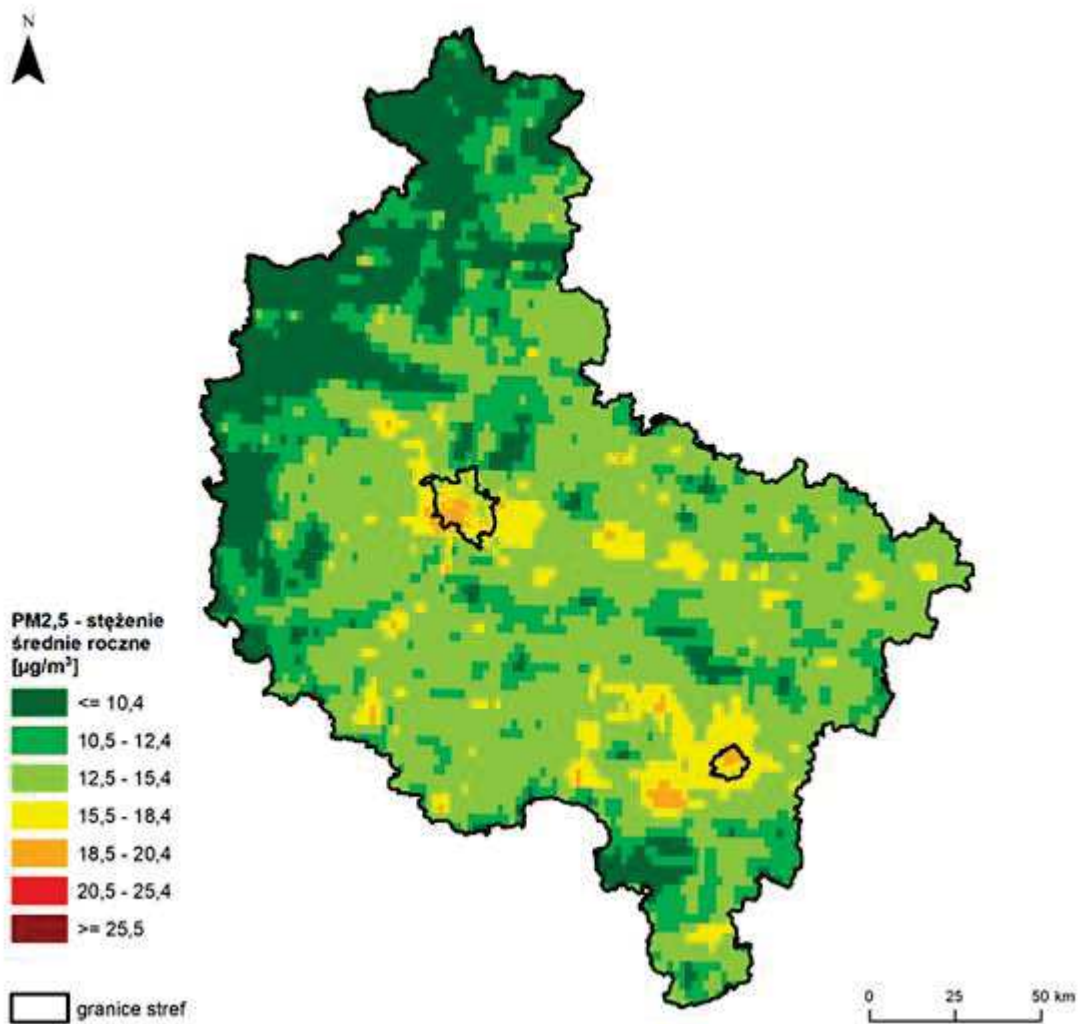 N
PM2,5 - stężenie
średnie roczne
[µg/m³]
<= 10,4
10,5 - 12,4
12,5 - 15,4
15,5 - 18,4
18,5 - 20,4
20,5 - 25,4
>= 25,5
granice stref
0 25 50 km